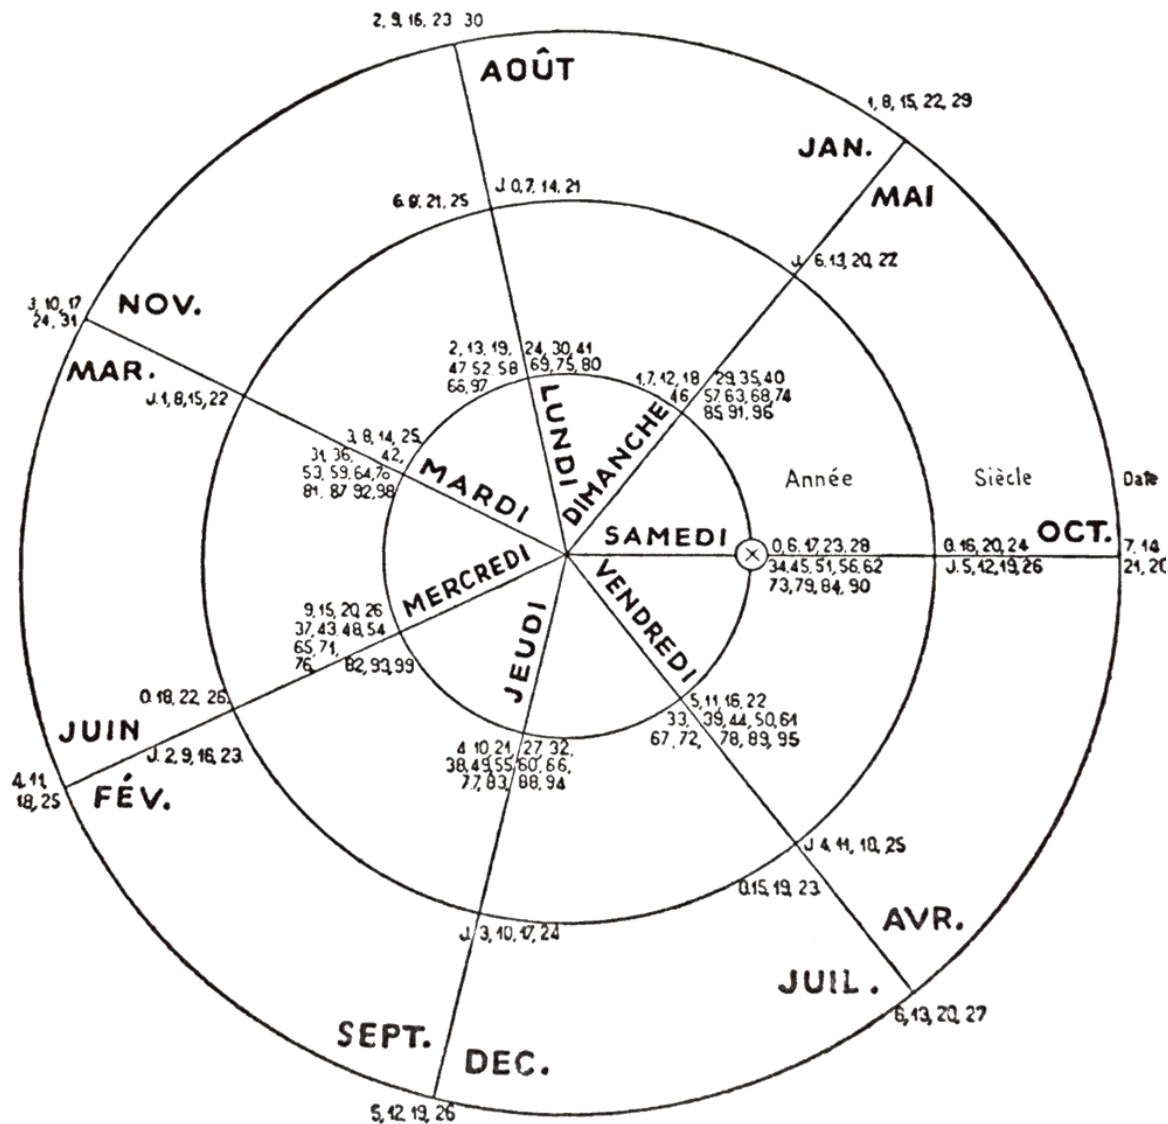 2, 9, 16, 23 30
AOÛT
1, 8, 15, 22, 29
JAN.
MAI
J. 0, 7. 14. 21
6. 9. 21, 25
J. 6. 13, 20, 27
3, 10, 17
24, 31
NOV.
MAR.
J. 1, 8, 15, 22
2, 13, 19, 24, 30, 41
47 52, 58 69, 75, 80
66, 97
1, 7, 12, 18 29, 35, 40
46 57, 63, 68, 74
85, 91, 96
3, 8, 14, 25.
31, 36, 42,
53, 59, 64, 70
81, 87 92, 98
LUNDI
DIMANCHE
MARDI
Année
Siècle
Date
SAMEDI
OCT.
0, 6. 17, 23. 28
34, 45, 51, 56, 62
73, 79, 84, 90
G. 16, 20, 24
J. 5, 12, 19, 26
7, 14
21, 20
MERCREDI
VENDREDI
JEUDI
9, 15, 20, 26
37, 43, 48, 54
65, 71,
76, 82, 93, 99
5, 11, 16, 22
33, 39, 44, 50, 61
67, 72, 78, 89, 95
G. 18, 22, 26.
JUIN
J. 2, 9, 16, 23.
FÉV.
4, 11,
18, 25
4. 10, 21, 27, 32.
38, 49, 55, 60, 66,
77, 83, 88, 94
J. 4, 11, 18, 25
G. 15, 19, 23.
J. 3, 10, 17, 24
AVR.
JUIL.
6, 13, 20, 27
SEPT.
DEC.
5, 12, 19, 26